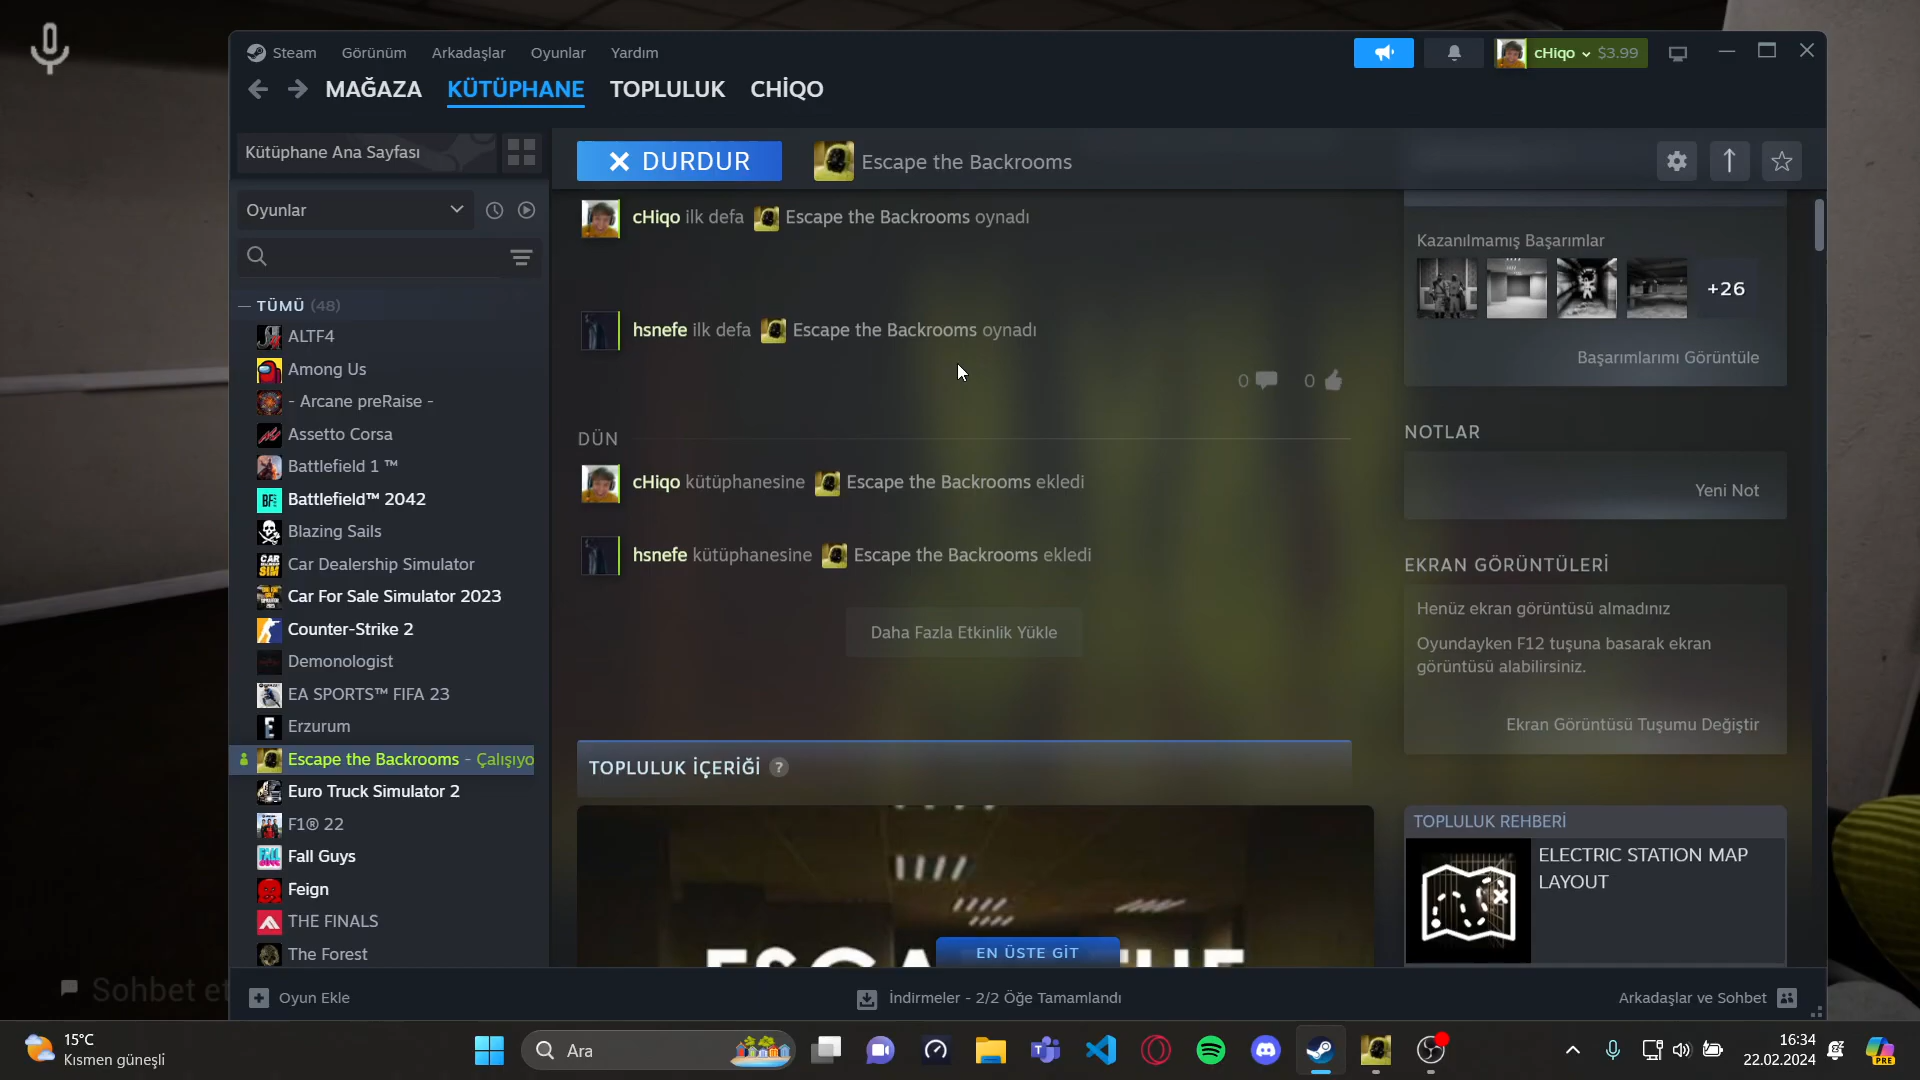 Steam Görünüm Arkadaşlar Oyunlar Yardım
cHiqo $3.99
MAĞAZA KÜTÜPHANE TOPLULUK CHİQO
Kütüphane Ana Sayfası
DURDUR
Escape the Backrooms
Oyunlar
TÜMÜ (48)
ALTF4
Among Us
- Arcane preRaise -
Assetto Corsa
Battlefield 1 ™
Battlefield™ 2042
Blazing Sails
Car Dealership Simulator
Car For Sale Simulator 2023
Counter-Strike 2
Demonologist
EA SPORTS™ FIFA 23
Erzurum
Escape the Backrooms - Çalışıyo
Euro Truck Simulator 2
F1® 22
Fall Guys
Feign
THE FINALS
The Forest
cHiqo ilk defa Escape the Backrooms oynadı
hsnefe ilk defa Escape the Backrooms oynadı
0 0
DÜN
cHiqo kütüphanesine Escape the Backrooms ekledi
hsnefe kütüphanesine Escape the Backrooms ekledi
Daha Fazla Etkinlik Yükle
TOPLULUK İÇERİĞİ ?
EN ÜSTE GİT
Kazanılmamış Başarımlar
+26
Başarımlarımı Görüntüle
NOTLAR
Yeni Not
EKRAN GÖRÜNTÜLERİ
Henüz ekran görüntüsü almadınız
Oyundayken F12 tuşuna basarak ekran
görüntüsü alabilirsiniz.
Ekran Görüntüsü Tuşumu Değiştir
TOPLULUK REHBERİ
ELECTRIC STATION MAP
LAYOUT
Sohbet et
Oyun Ekle
İndirmeler - 2/2 Öğe Tamamlandı
Arkadaşlar ve Sohbet
15°C
Kısmen güneşli
Ara
16:34
22.02.2024
PRE